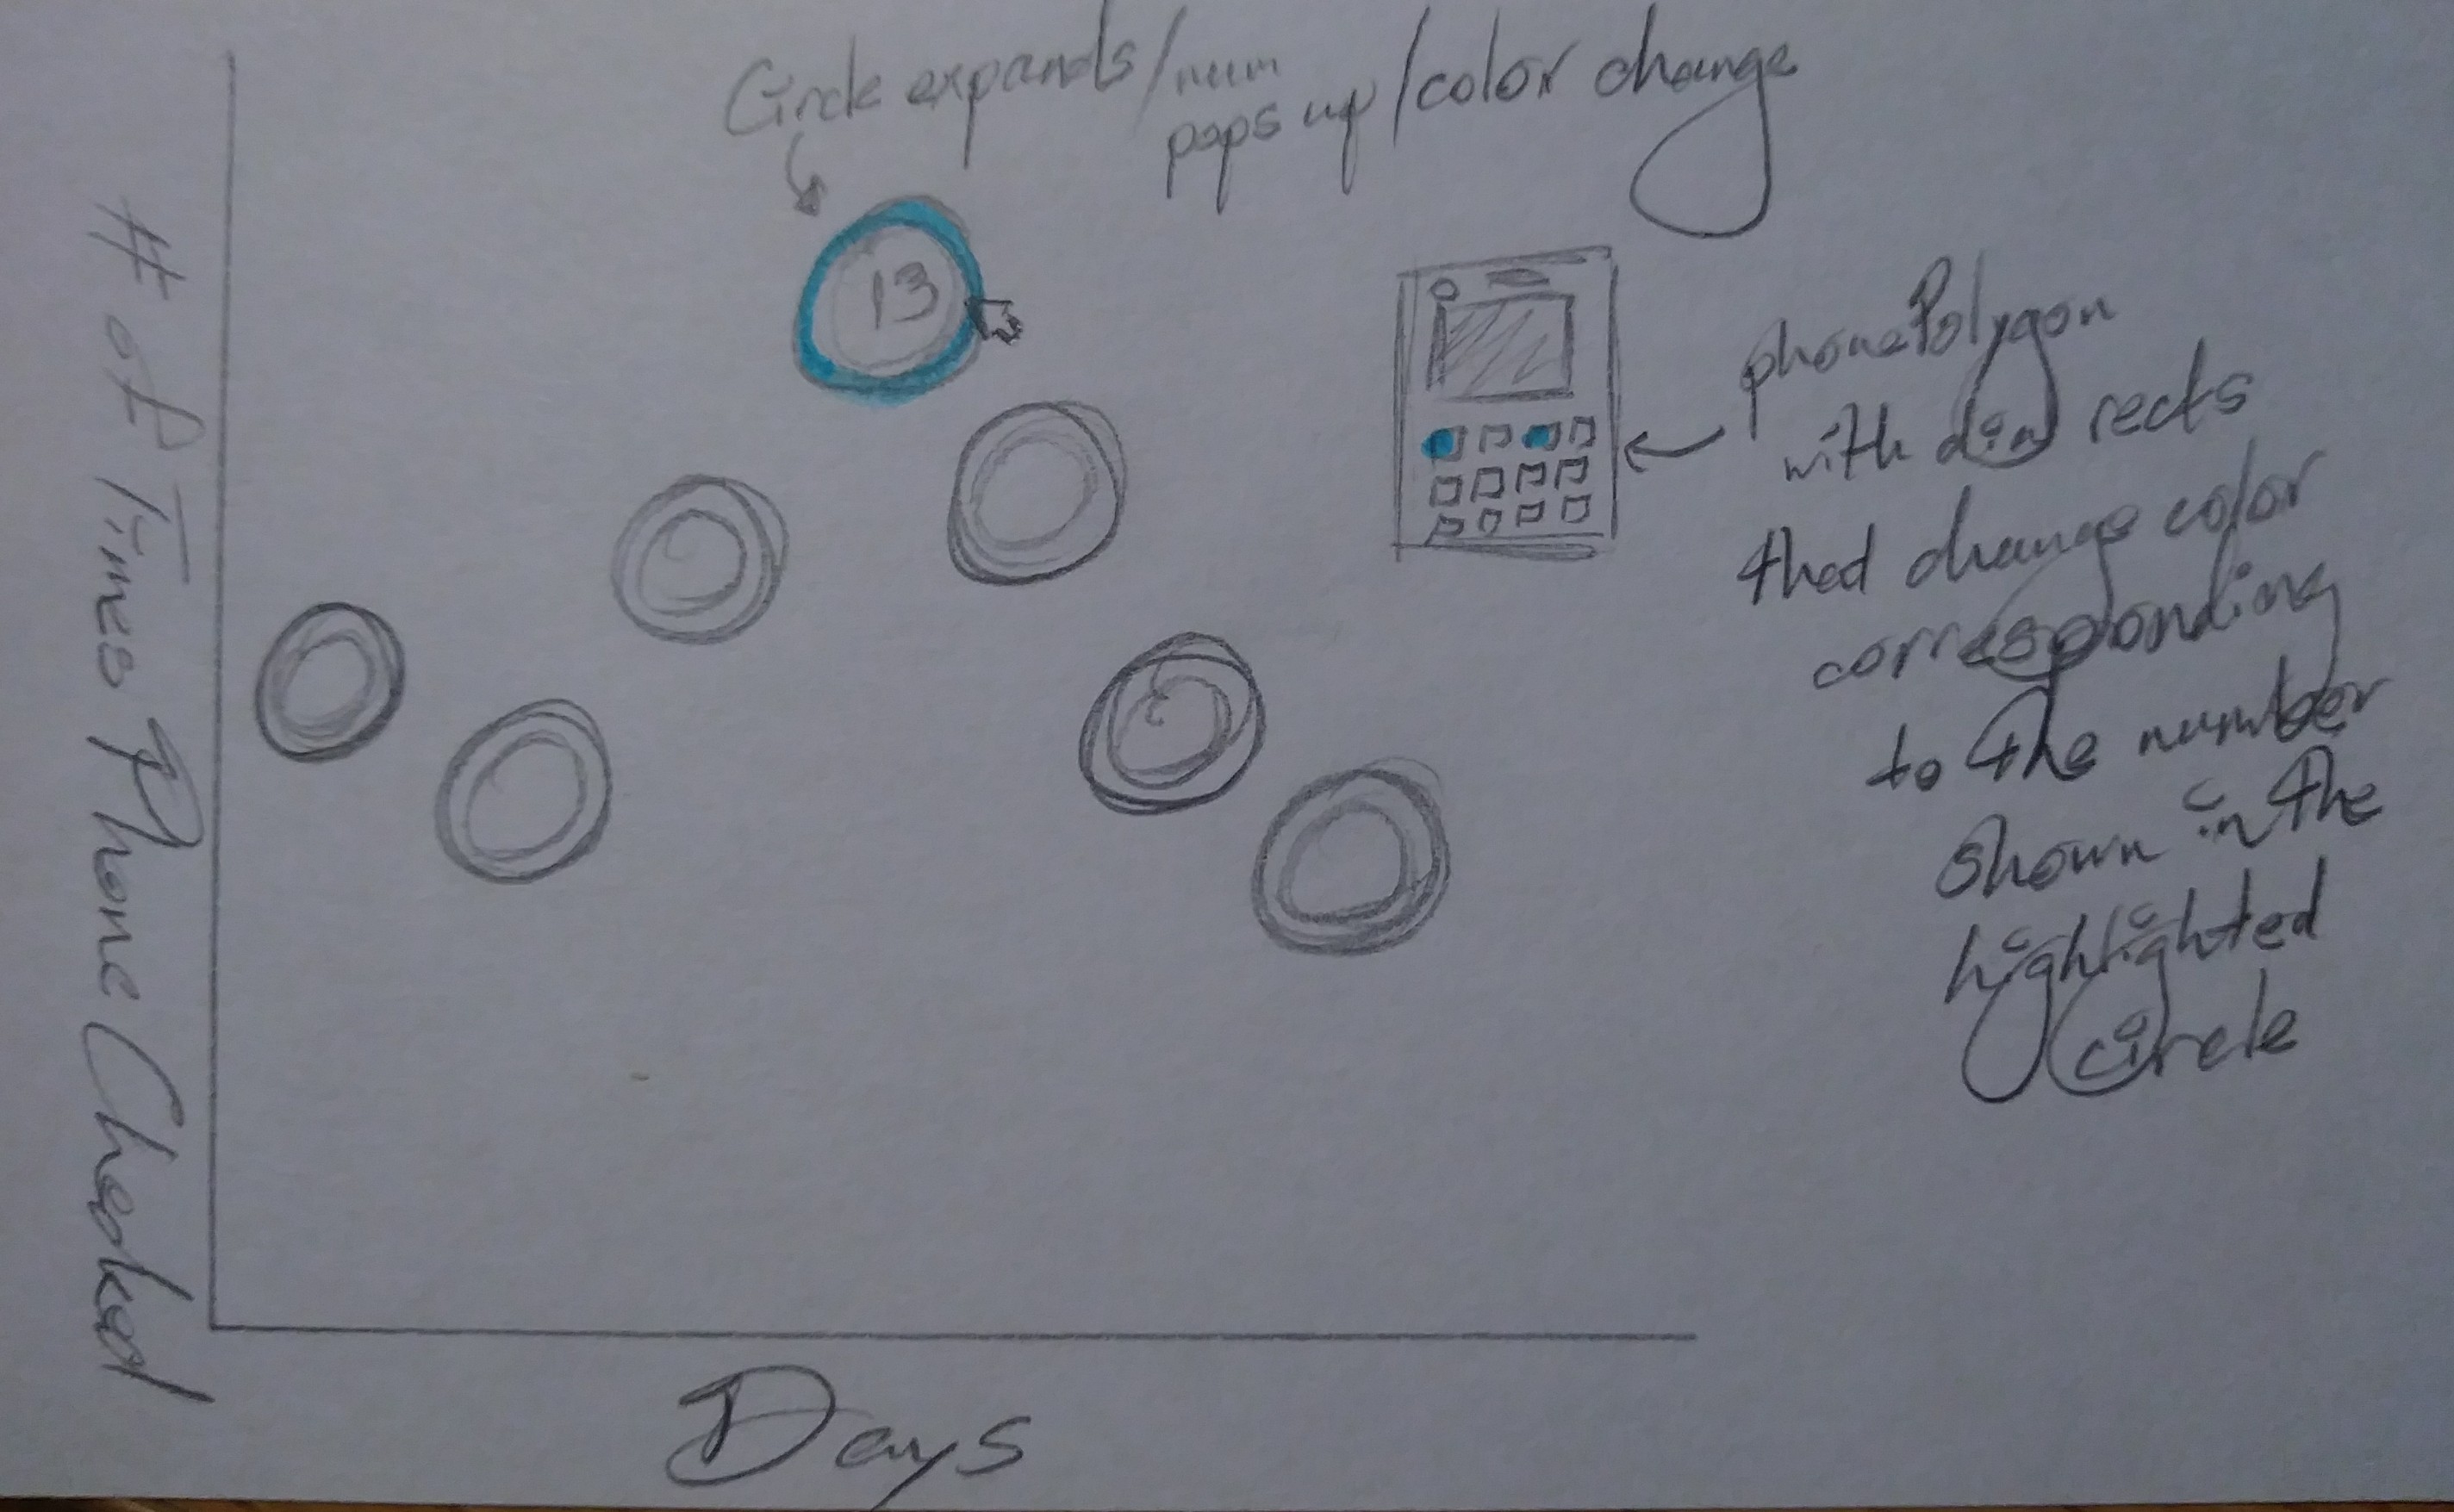 Circle expands/num pops up/color change
13
# of Times Phone Checked
phonePolygon
with dial rects
that change color
corresponding
to the number
shown in the
highlighted
circle
Days